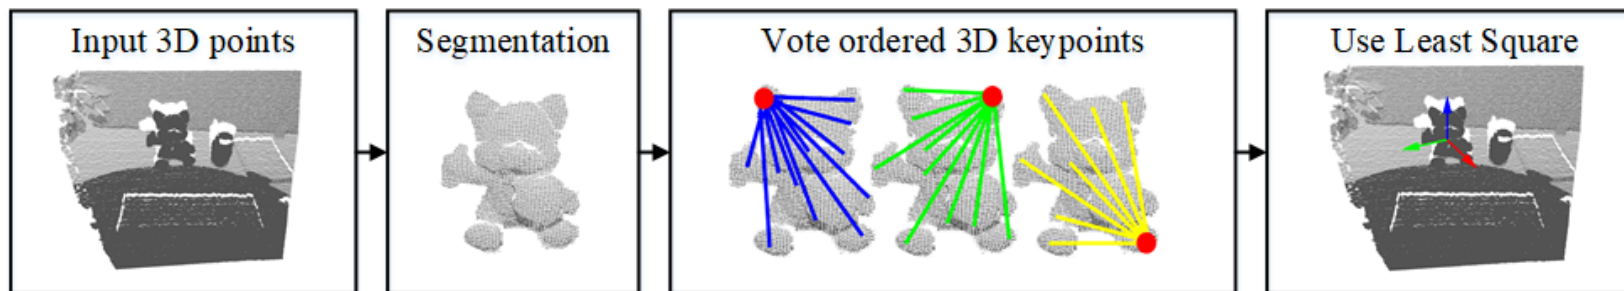 Input 3D points
Segmentation
Vote ordered 3D keypoints
Use Least Square